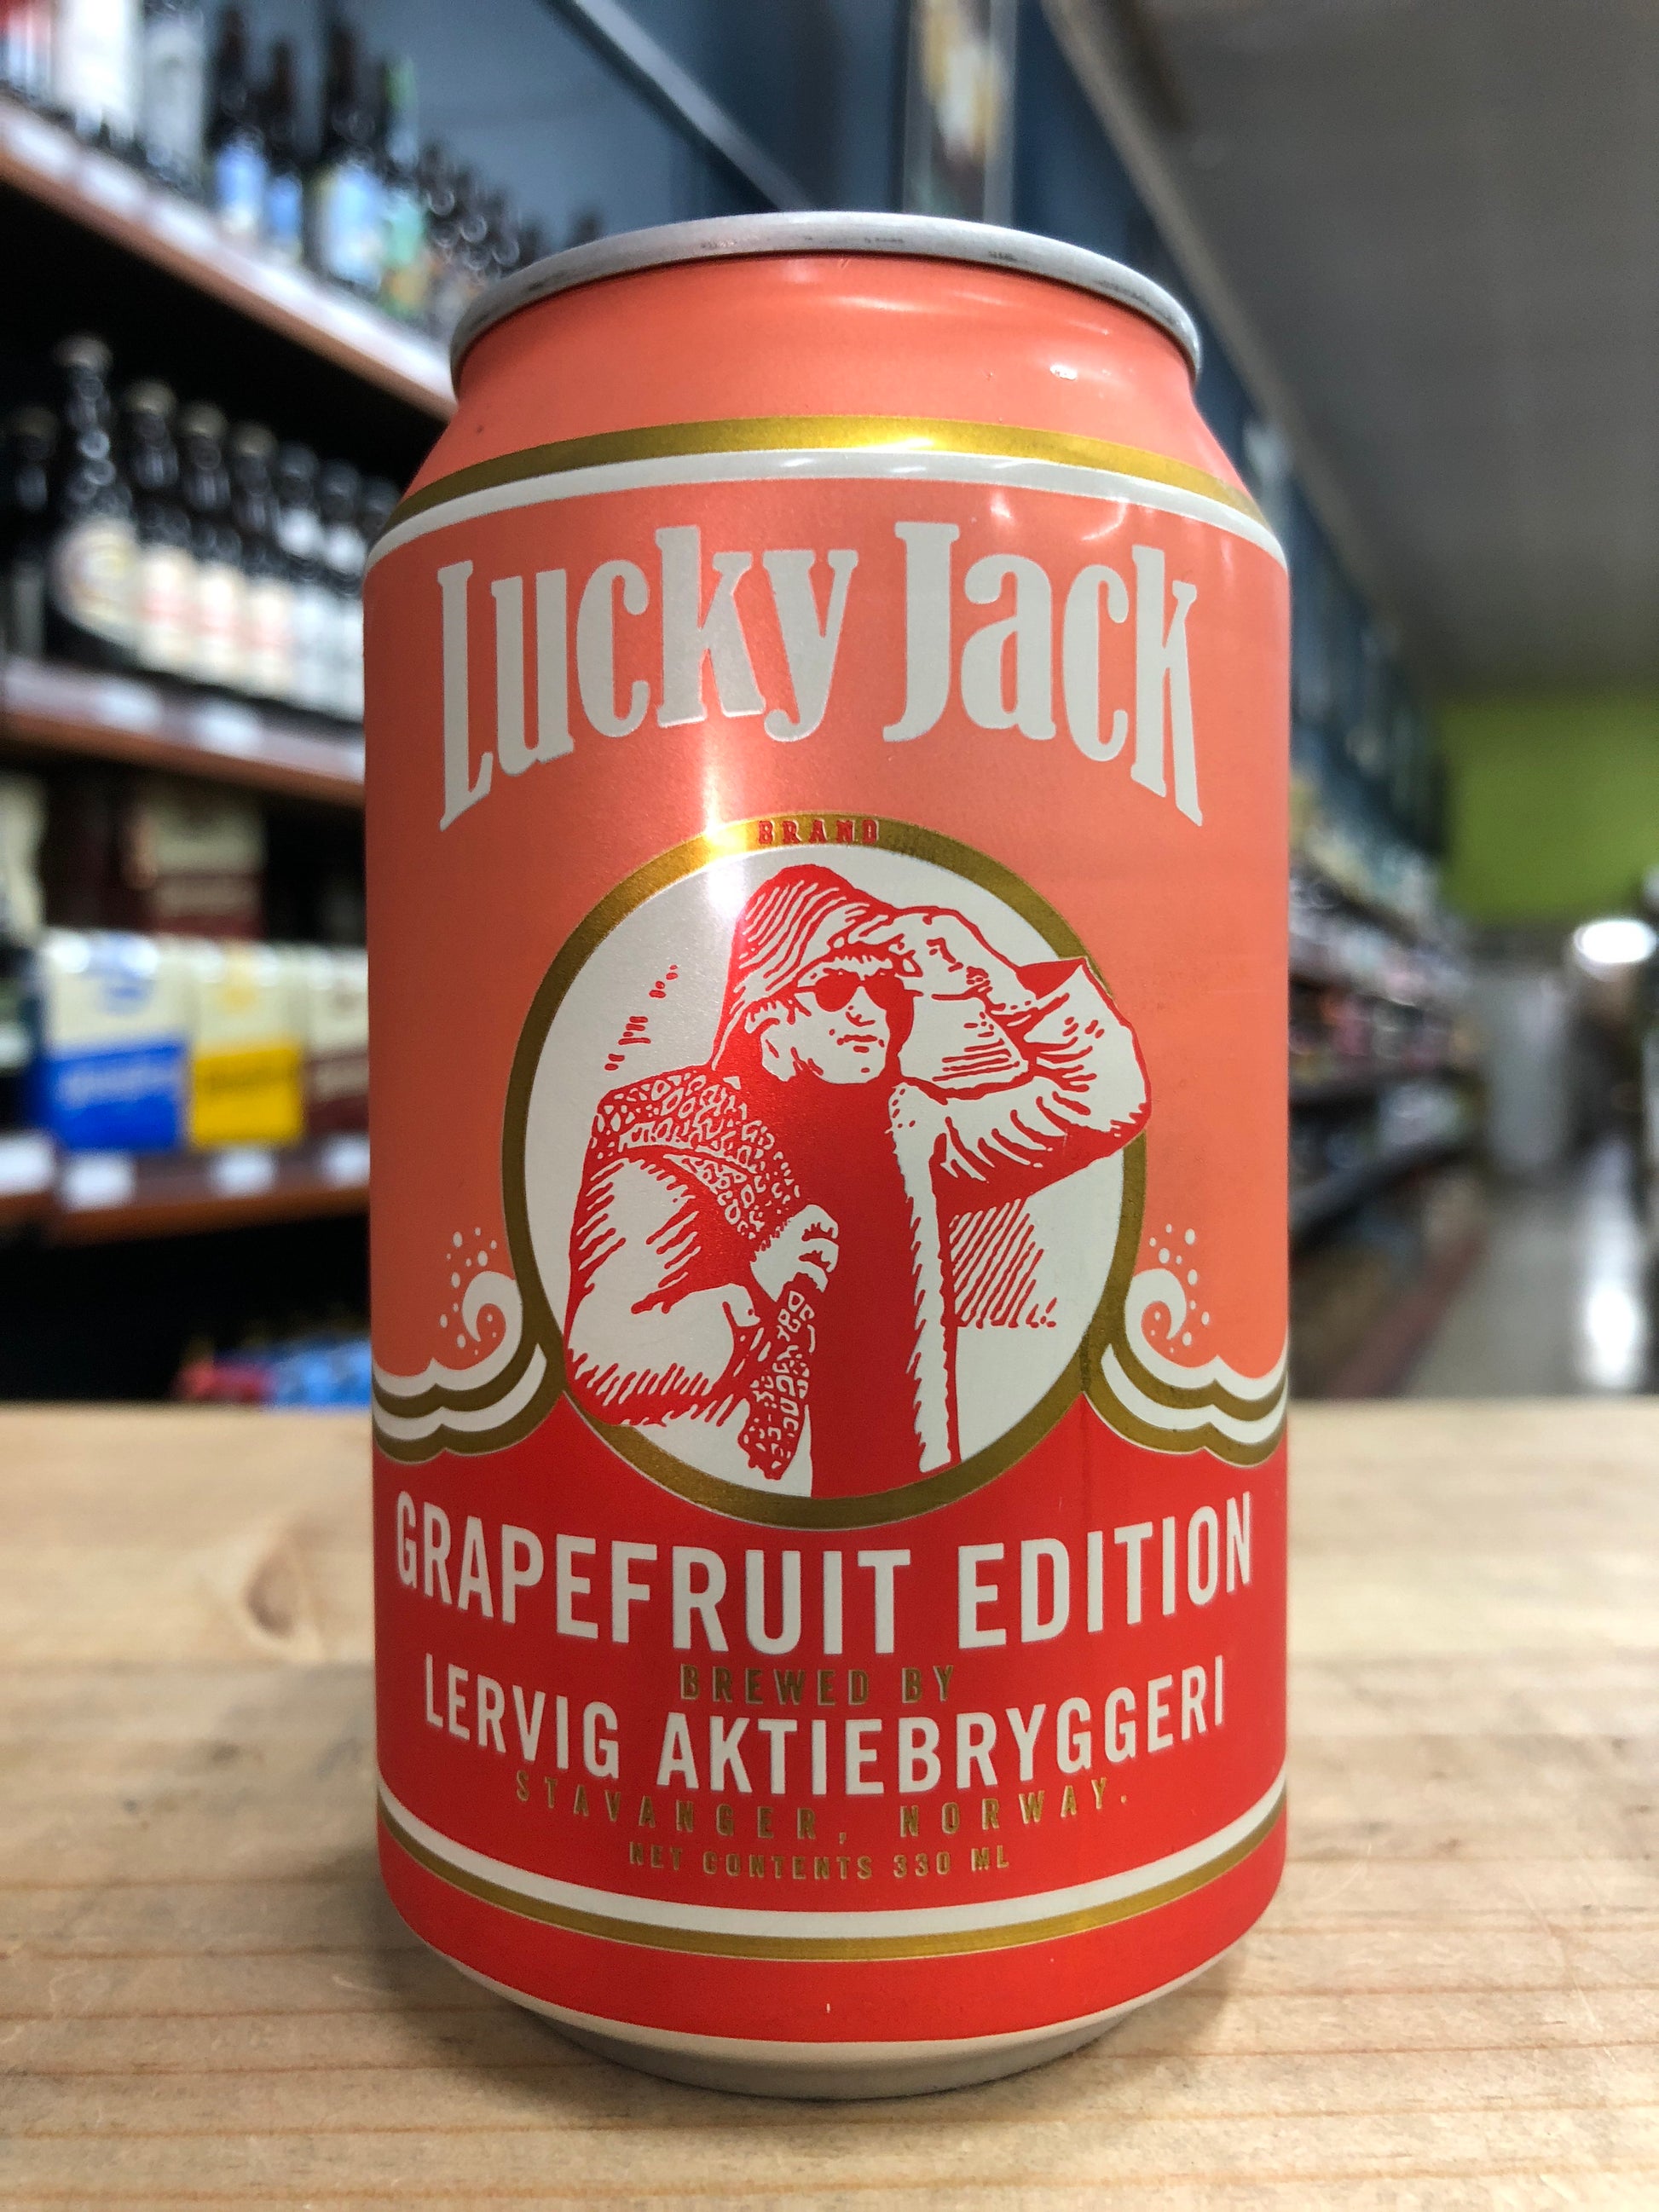 Lucky Jack
BRAND
GRAPEFRUIT EDITION
BREWED BY
LERVIG AKTIEBRYGGERI
STAVANGER, NORWAY.
NET CONTENTS 330 ML